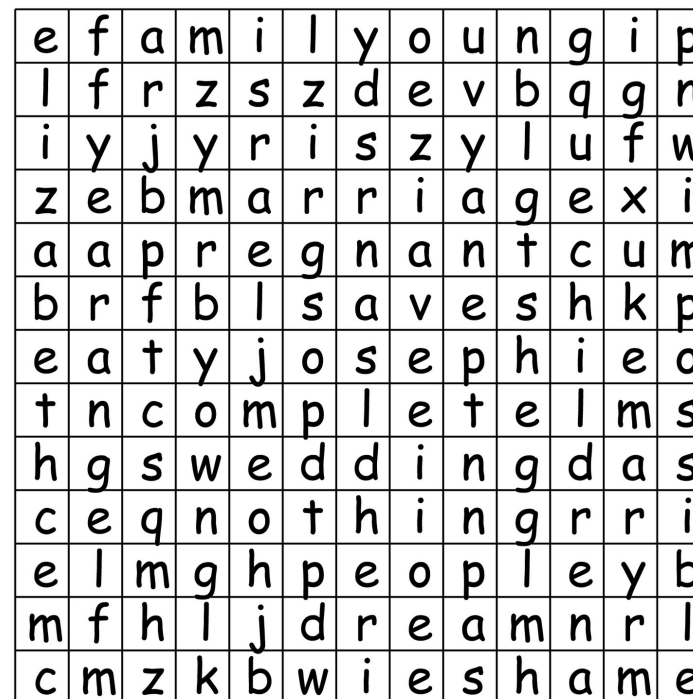 e f a m i l y o u n g i p
l f r z s z d e v b q g n
i y j y r i s z y l u f w
z e b m a r r i a g e x i
a a p r e g n a n t c u m
b r f b l s a v e s h k p
e a t y j o s e p h i e o
t n c o m p l e t e l m s
h g s w e d d i n g d a s
c e q n o t h i n g r r i
e l m g h p e o p l e y b
m f h l j d r e a m n r l
c m z k b w i e s h a m e